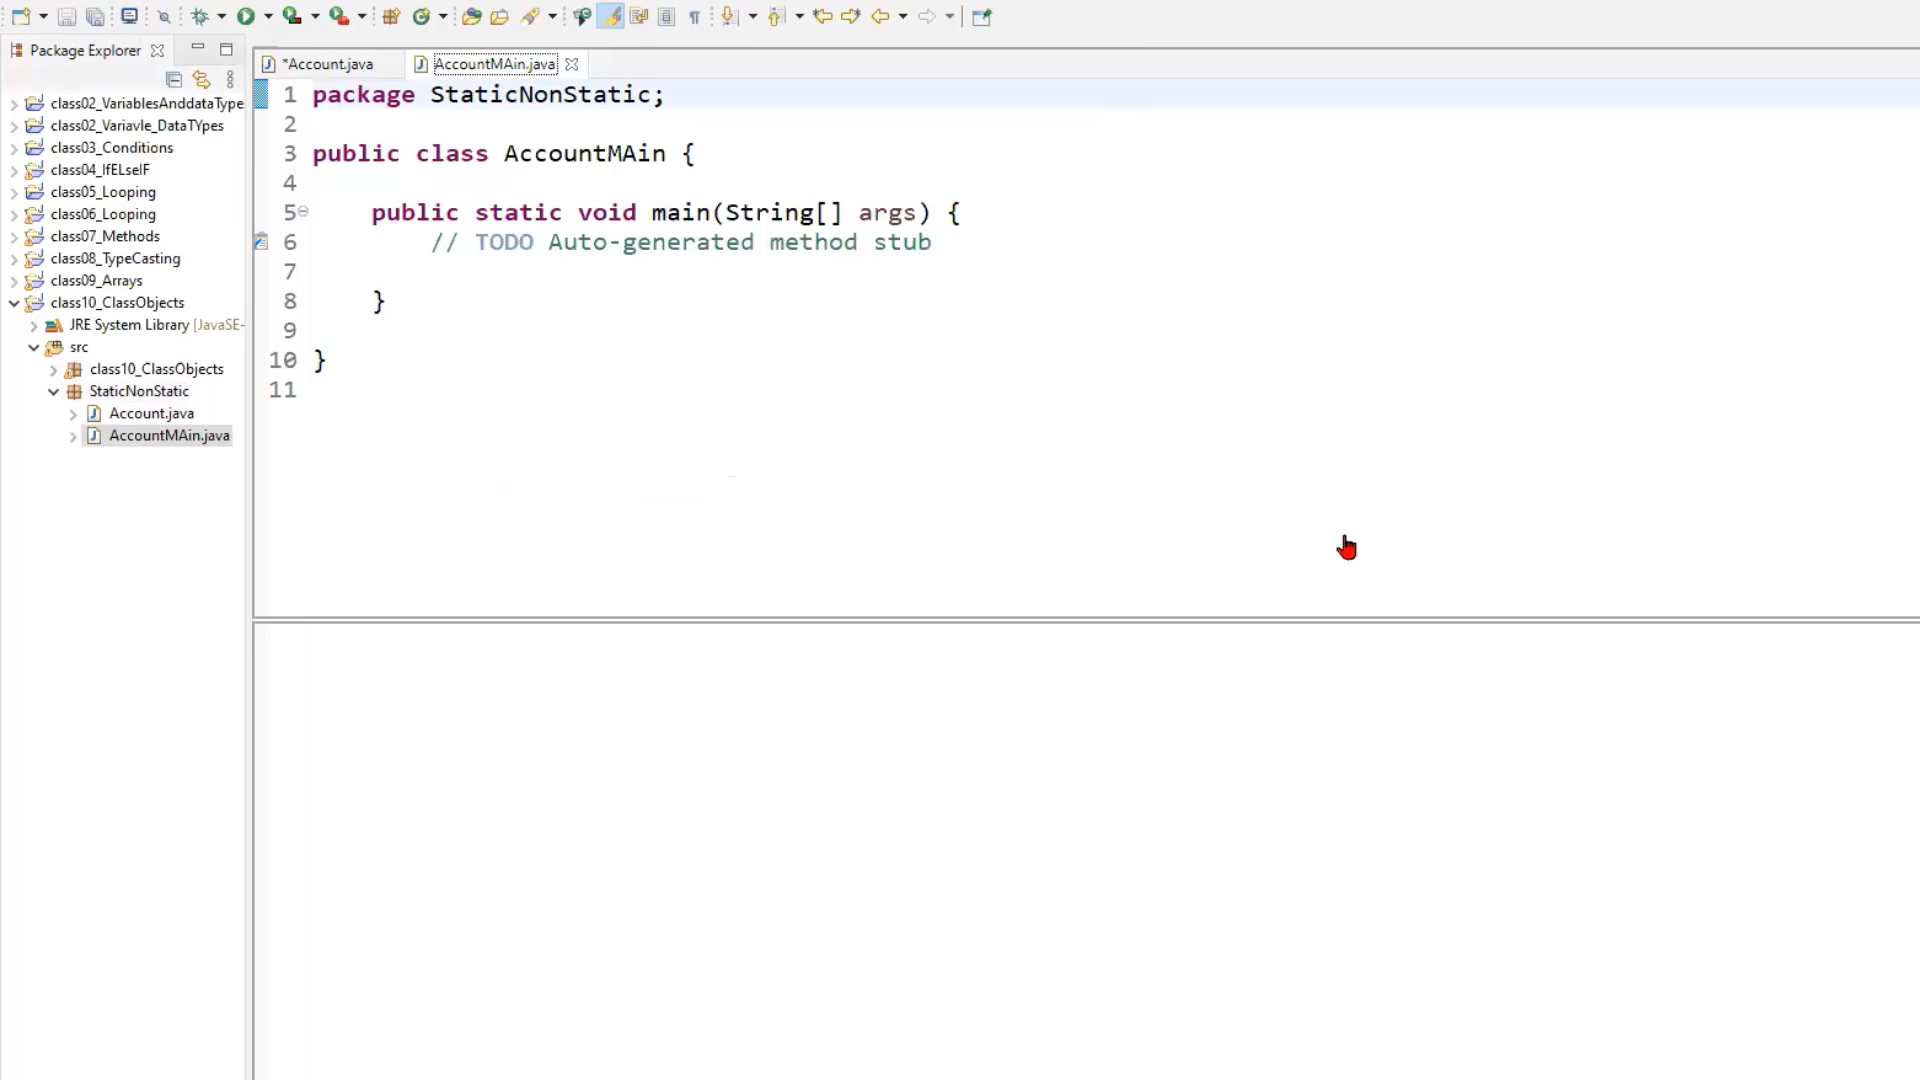 Package Explorer
class02_VariablesAnddataType
class02_Variavle_DataTYpes
class03_Conditions
class04_IfELselF
class05_Looping
class06_Looping
class07_Methods
class08_TypeCasting
class09_Arrays
class10_ClassObjects
JRE System Library [JavaSE-
src
class10_ClassObjects
StaticNonStatic
Account.java
AccountMAin.java
*Account.java
AccountMAin.java
1 package StaticNonStatic;
2
3 public class AccountMAin {
4
5 public static void main(String[] args) {
6 // TODO Auto-generated method stub
7
8 }
9
10 }
11